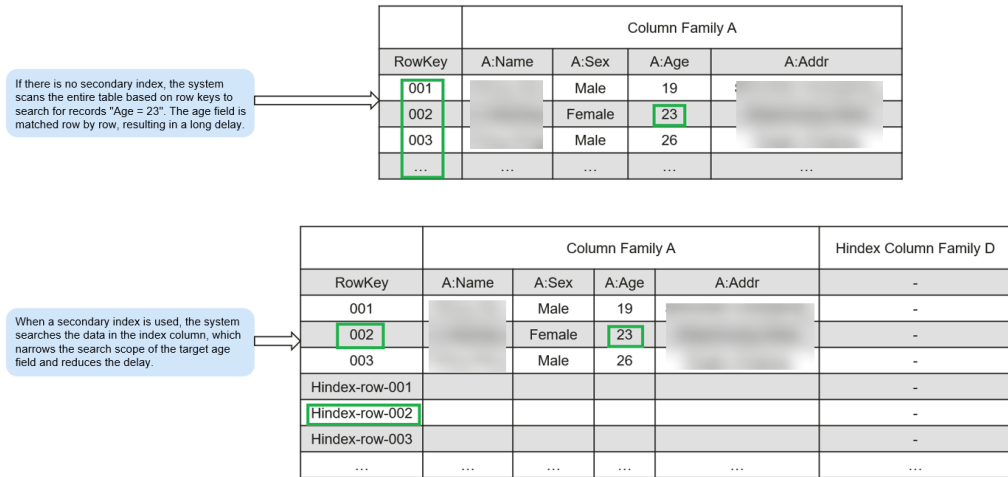 Column Family A
RowKey A:Name A:Sex A:Age A:Addr
If there is no secondary index, the system
scans the entire table based on row keys to
search for records "Age = 23". The age field is
matched row by row, resulting in a long delay.
001 Male 19
002 Female 23
003 Male 26
... ... ... ... ...
Column Family A Hindex Column Family D
RowKey A:Name A:Sex A:Age A:Addr -
When a secondary index is used, the system
searches the data in the index column, which
narrows the search scope of the target age
field and reduces the delay.
001 Male 19 -
002 Female 23 -
003 Male 26 -
Hindex-row-001 -
Hindex-row-002 -
Hindex-row-003 -
... ... ... ... ... ...